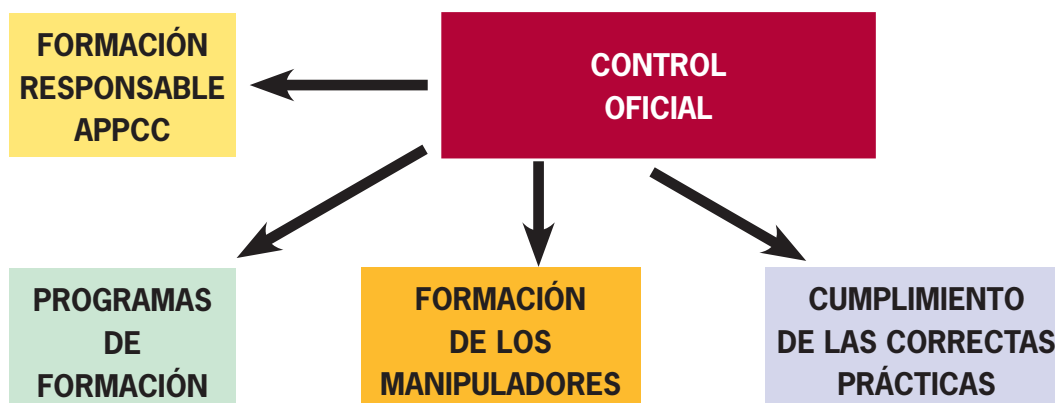 FORMACIÓN
RESPONSABLE
APPCC
CONTROL
OFICIAL
PROGRAMAS
DE
FORMACIÓN
FORMACIÓN
DE LOS
MANIPULADORES
CUMPLIMIENTO
DE LAS CORRECTAS
PRÁCTICAS